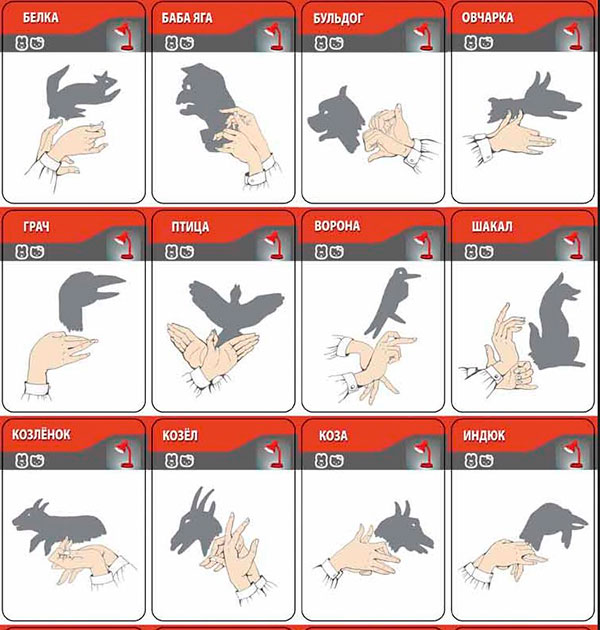 БЕЛКА
БАБА ЯГА
БУЛЬДОГ
ОВЧАРКА
ГРАЧ
ПТИЦА
ВОРОНА
ШАКАЛ
КОЗЛЁНОК
КОЗЁЛ
КОЗА
ИНДЮК